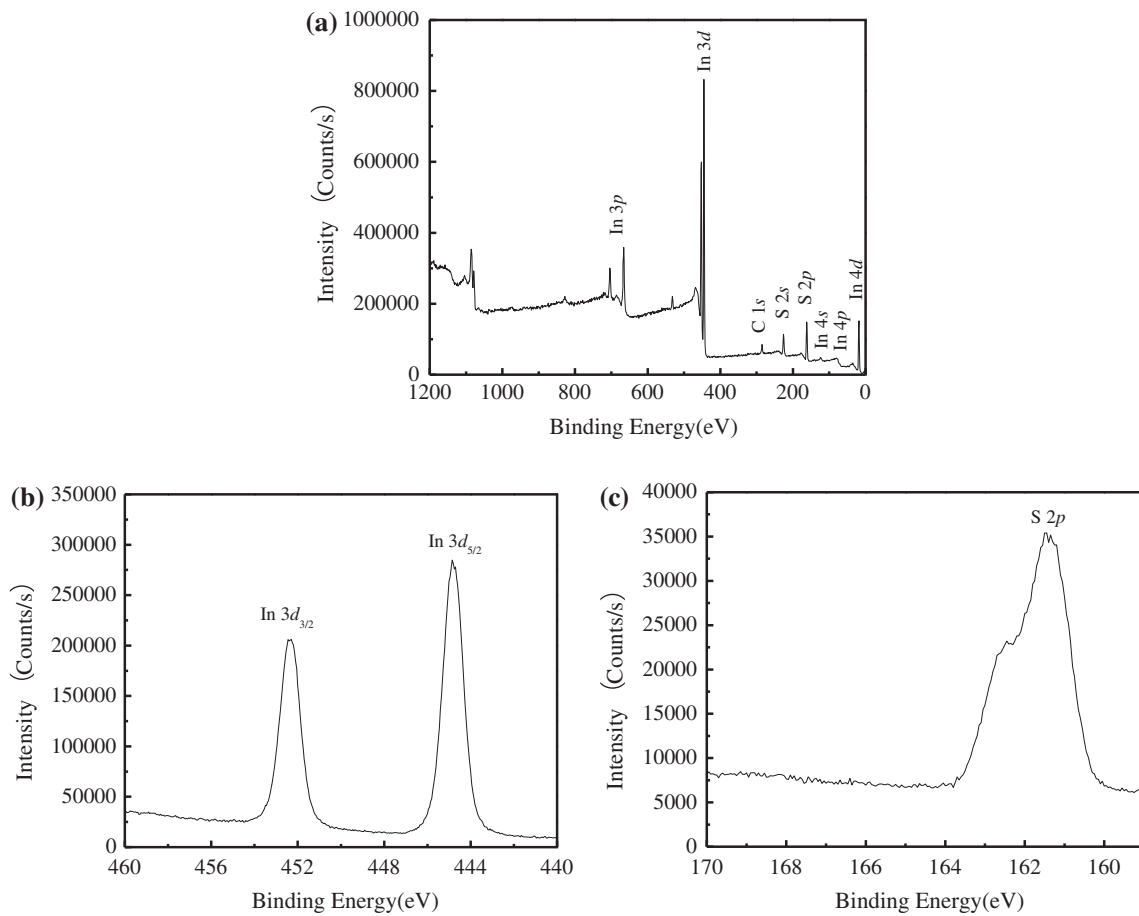 (a)
1000000
800000
600000
400000
200000
0
Intensity (Counts/s)
In 3p
In 3d
C 1s
S 2s
S 2p
In 4s
In 4p
In 4d
1200 1000 800 600 400 200 0
Binding Energy(eV)
(b)
350000
300000
250000
200000
150000
100000
50000
0
Intensity (Counts/s)
In 3d3/2
In 3d5/2
460 456 452 448 444 440
Binding Energy(eV)
(c)
40000
35000
30000
25000
20000
15000
10000
5000
0
Intensity (Counts/s)
S 2p
170 168 166 164 162 160
Binding Energy(eV)